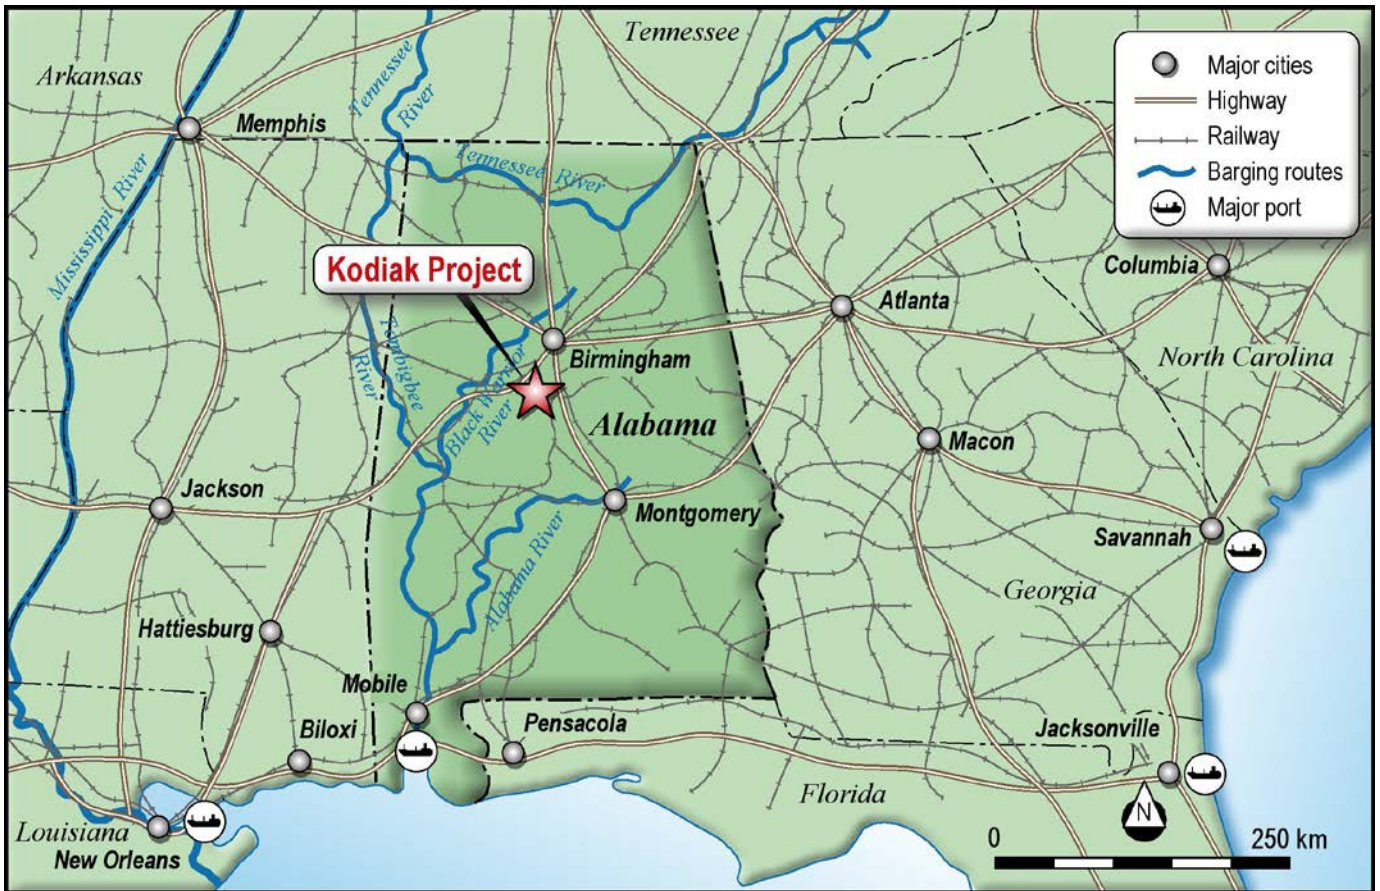 Tennessee
Arkansas
Tennessee
River
Major cities
Highway
Railway
Barging routes
Major port
Memphis
Tennessee River
Mississippi River
Kodiak Project
Columbia
Atlanta
Birmingham
North Carolina
Tombigbee
River
Black Warrior
River
Alabama
Macon
Jackson
Montgomery
Savannah
Alabama River
Georgia
Hattiesburg
Mobile
Biloxi
Pensacola
Jacksonville
Florida
N
Louisiana
New Orleans
0
250 km